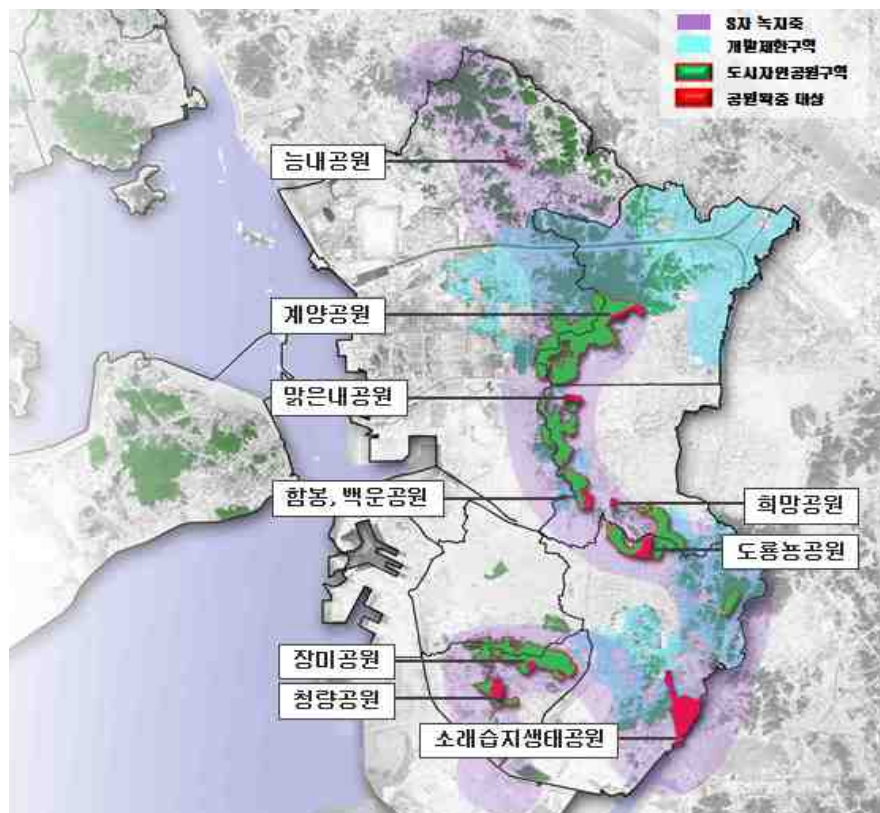 S자 녹지축
개발제한구역
도시자연공원구역
공원확충 대상
능내공원
계양공원
맑은내공원
함봉, 백운공원
희망공원
도룡뇽공원
장미공원
청량공원
소래습지생태공원